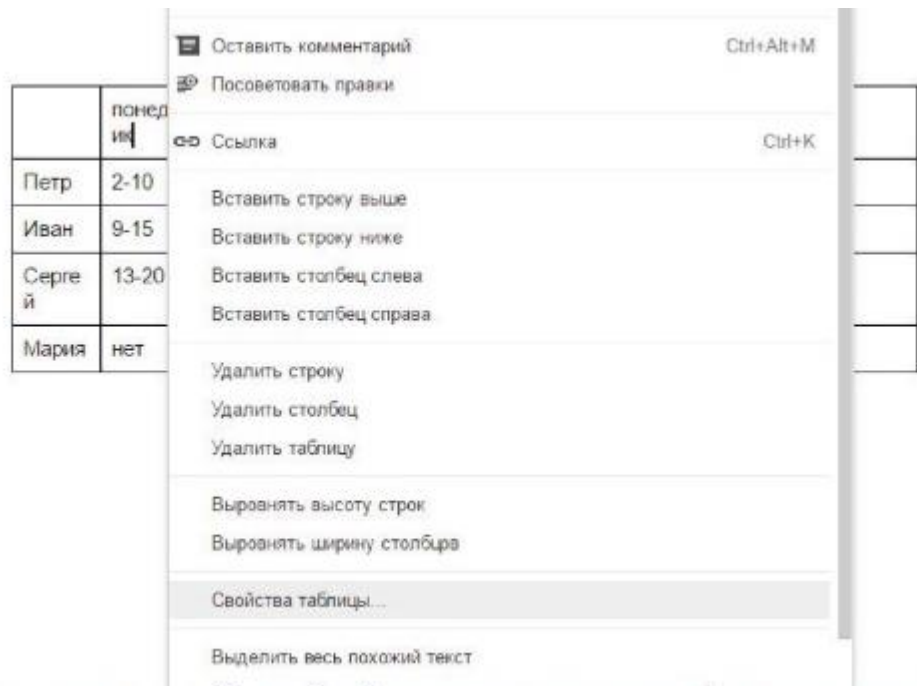 Оставить комментарий Ctrl+Alt+M
Посоветовать правки
понед
ик
Ссылка Ctrl+K
Петр 2-10
Вставить строку выше
Иван 9-15
Вставить строку ниже
Серге
й
13-20
Вставить столбец слева
Вставить столбец справа
Мария нет
Удалить строку
Удалить столбец
Удалить таблицу
Выровнять высоту строк
Выровнять ширину столбцов
Свойства таблицы...
Выделить весь похожий текст